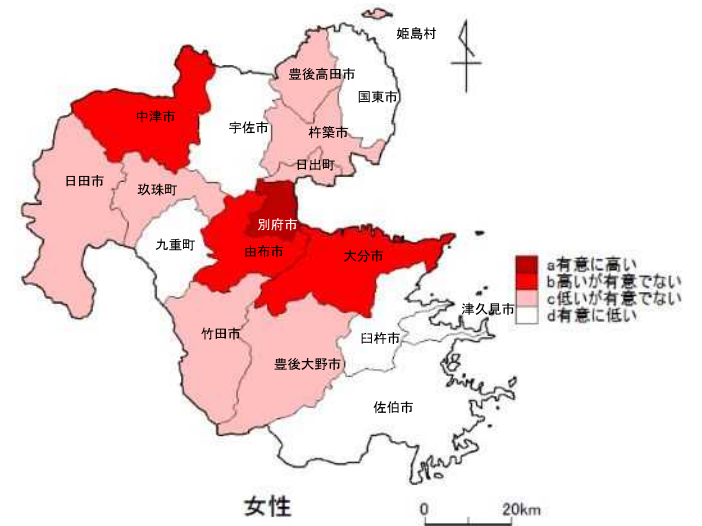 姫島村
豊後高田市
国東市
中津市
宇佐市
杵築市
日出町
日田市
玖珠町
別府市
九重町
由布市
大分市
a有意に高い
b高いが有意でない
c低いが有意でない
d有意に低い
津久見市
竹田市
臼杵市
豊後大野市
佐伯市
女性
0 20km